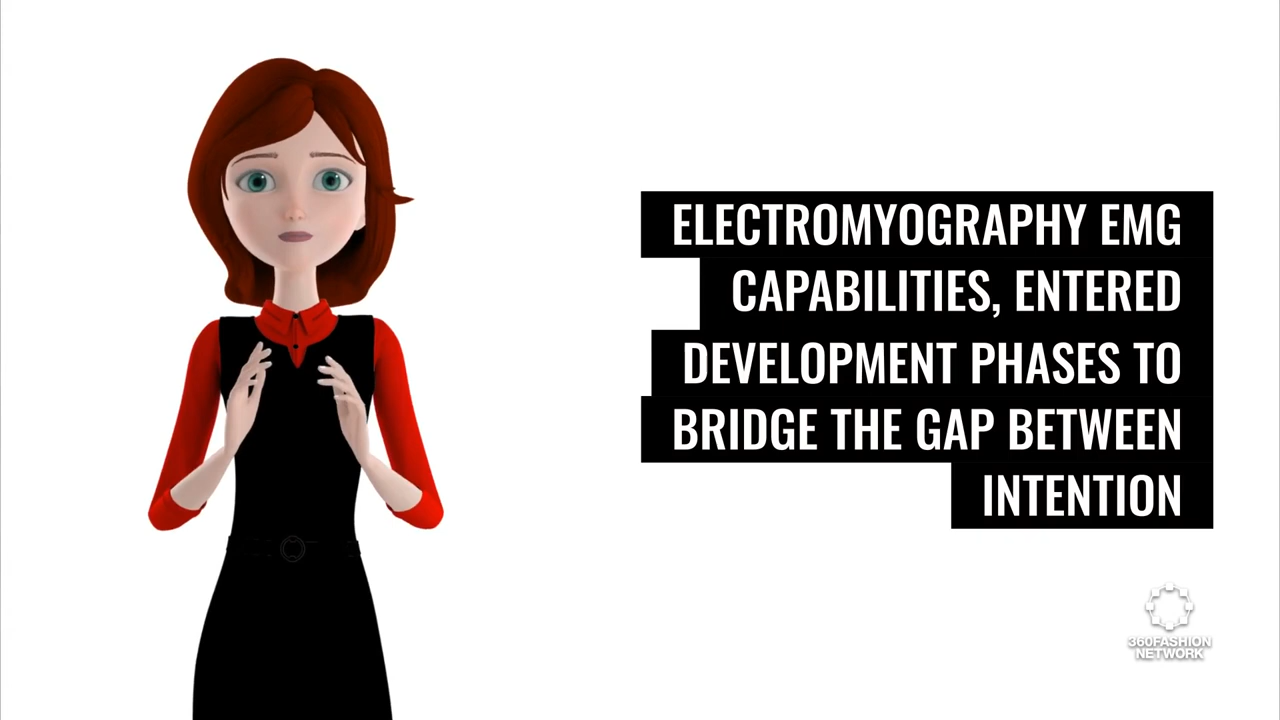 ELECTROMYOGRAPHY EMG
CAPABILITIES, ENTERED
DEVELOPMENT PHASES TO
BRIDGE THE GAP BETWEEN
INTENTION
360FASHION
NETWORK